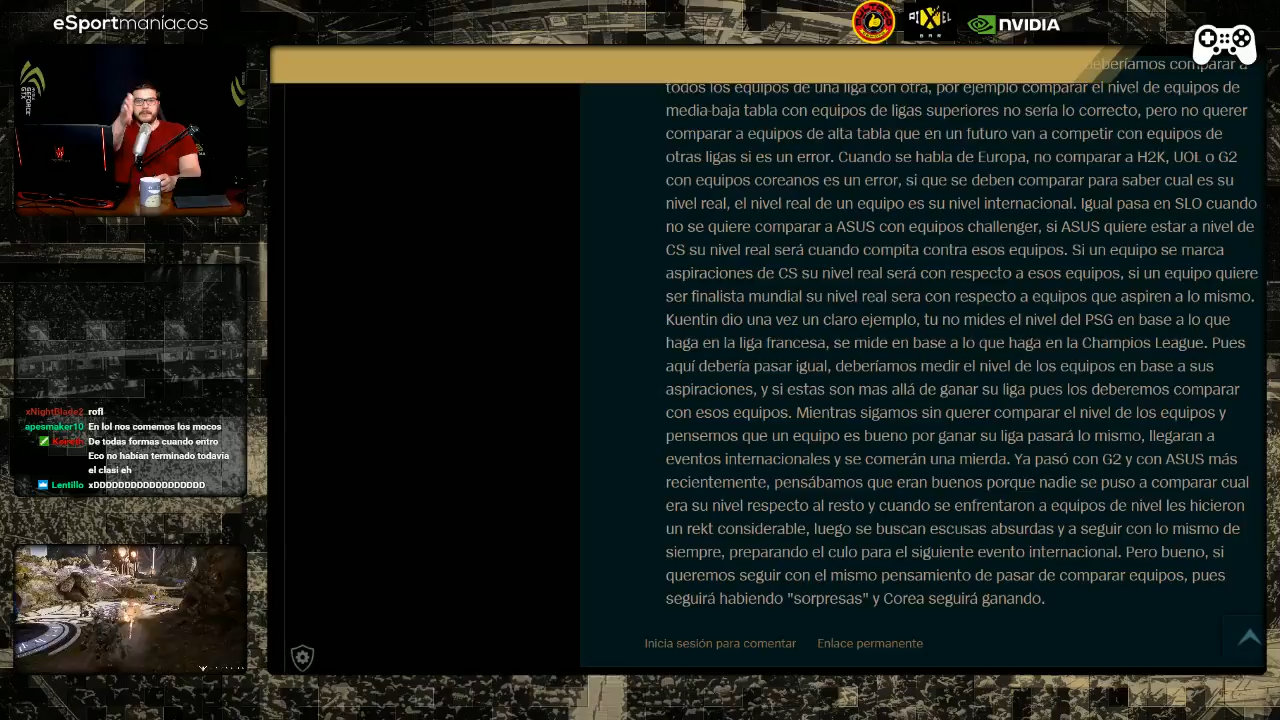 eSportmaníacos
PIXEL
BAR
NVIDIA
GEFORCE
GTX
deberíamos comparar a
todos los equipos de una liga con otra, por ejemplo comparar el nivel de equipos de
media-baja tabla con equipos de ligas superiores no sería lo correcto, pero no querer
comparar a equipos de alta tabla que en un futuro van a competir con equipos de
otras ligas si es un error. Cuando se habla de Europa, no comparar a H2K, UOL o G2
con equipos coreanos es un error, si que se deben comparar para saber cual es su
nivel real, el nivel real de un equipo es su nivel internacional. Igual pasa en SLO cuando
no se quiere comparar a ASUS con equipos challenger, si ASUS quiere estar a nivel de
CS su nivel real será cuando compita contra esos equipos. Si un equipo se marca
aspiraciones de CS su nivel real será con respecto a esos equipos, si un equipo quiere
ser finalista mundial su nivel real sera con respecto a equipos que aspiren a lo mismo.
Kuentin dio una vez un claro ejemplo, tu no mides el nivel del PSG en base a lo que
haga en la liga francesa, se mide en base a lo que haga en la Champios League. Pues
aquí debería pasar igual, deberíamos medir el nivel de los equipos en base a sus
aspiraciones, y si estas son mas allá de ganar su liga pues los deberemos comparar
con esos equipos. Mientras sigamos sin querer comparar el nivel de los equipos y
pensemos que un equipo es bueno por ganar su liga pasará lo mismo, llegaran a
eventos internacionales y se comerán una mierda. Ya pasó con G2 y con ASUS más
recientemente, pensábamos que eran buenos porque nadie se puso a comparar cual
era su nivel respecto al resto y cuando se enfrentaron a equipos de nivel les hicieron
un rekt considerable, luego se buscan escusas absurdas y a seguir con lo mismo de
siempre, preparando el culo para el siguiente evento internacional. Pero bueno, si
queremos seguir con el mismo pensamiento de pasar de comparar equipos, pues
seguirá habiendo "sorpresas" y Corea seguirá ganando.
Inicia sesión para comentar Enlace permanente
xNightBlade2 rofl
apesmaker10 En lol nos comemos los mocos
De todas formas cuando entro
Eco no habían terminado todavía
el clasi eh
Lentillo xDDDDDDDDDDDDDDDDDD